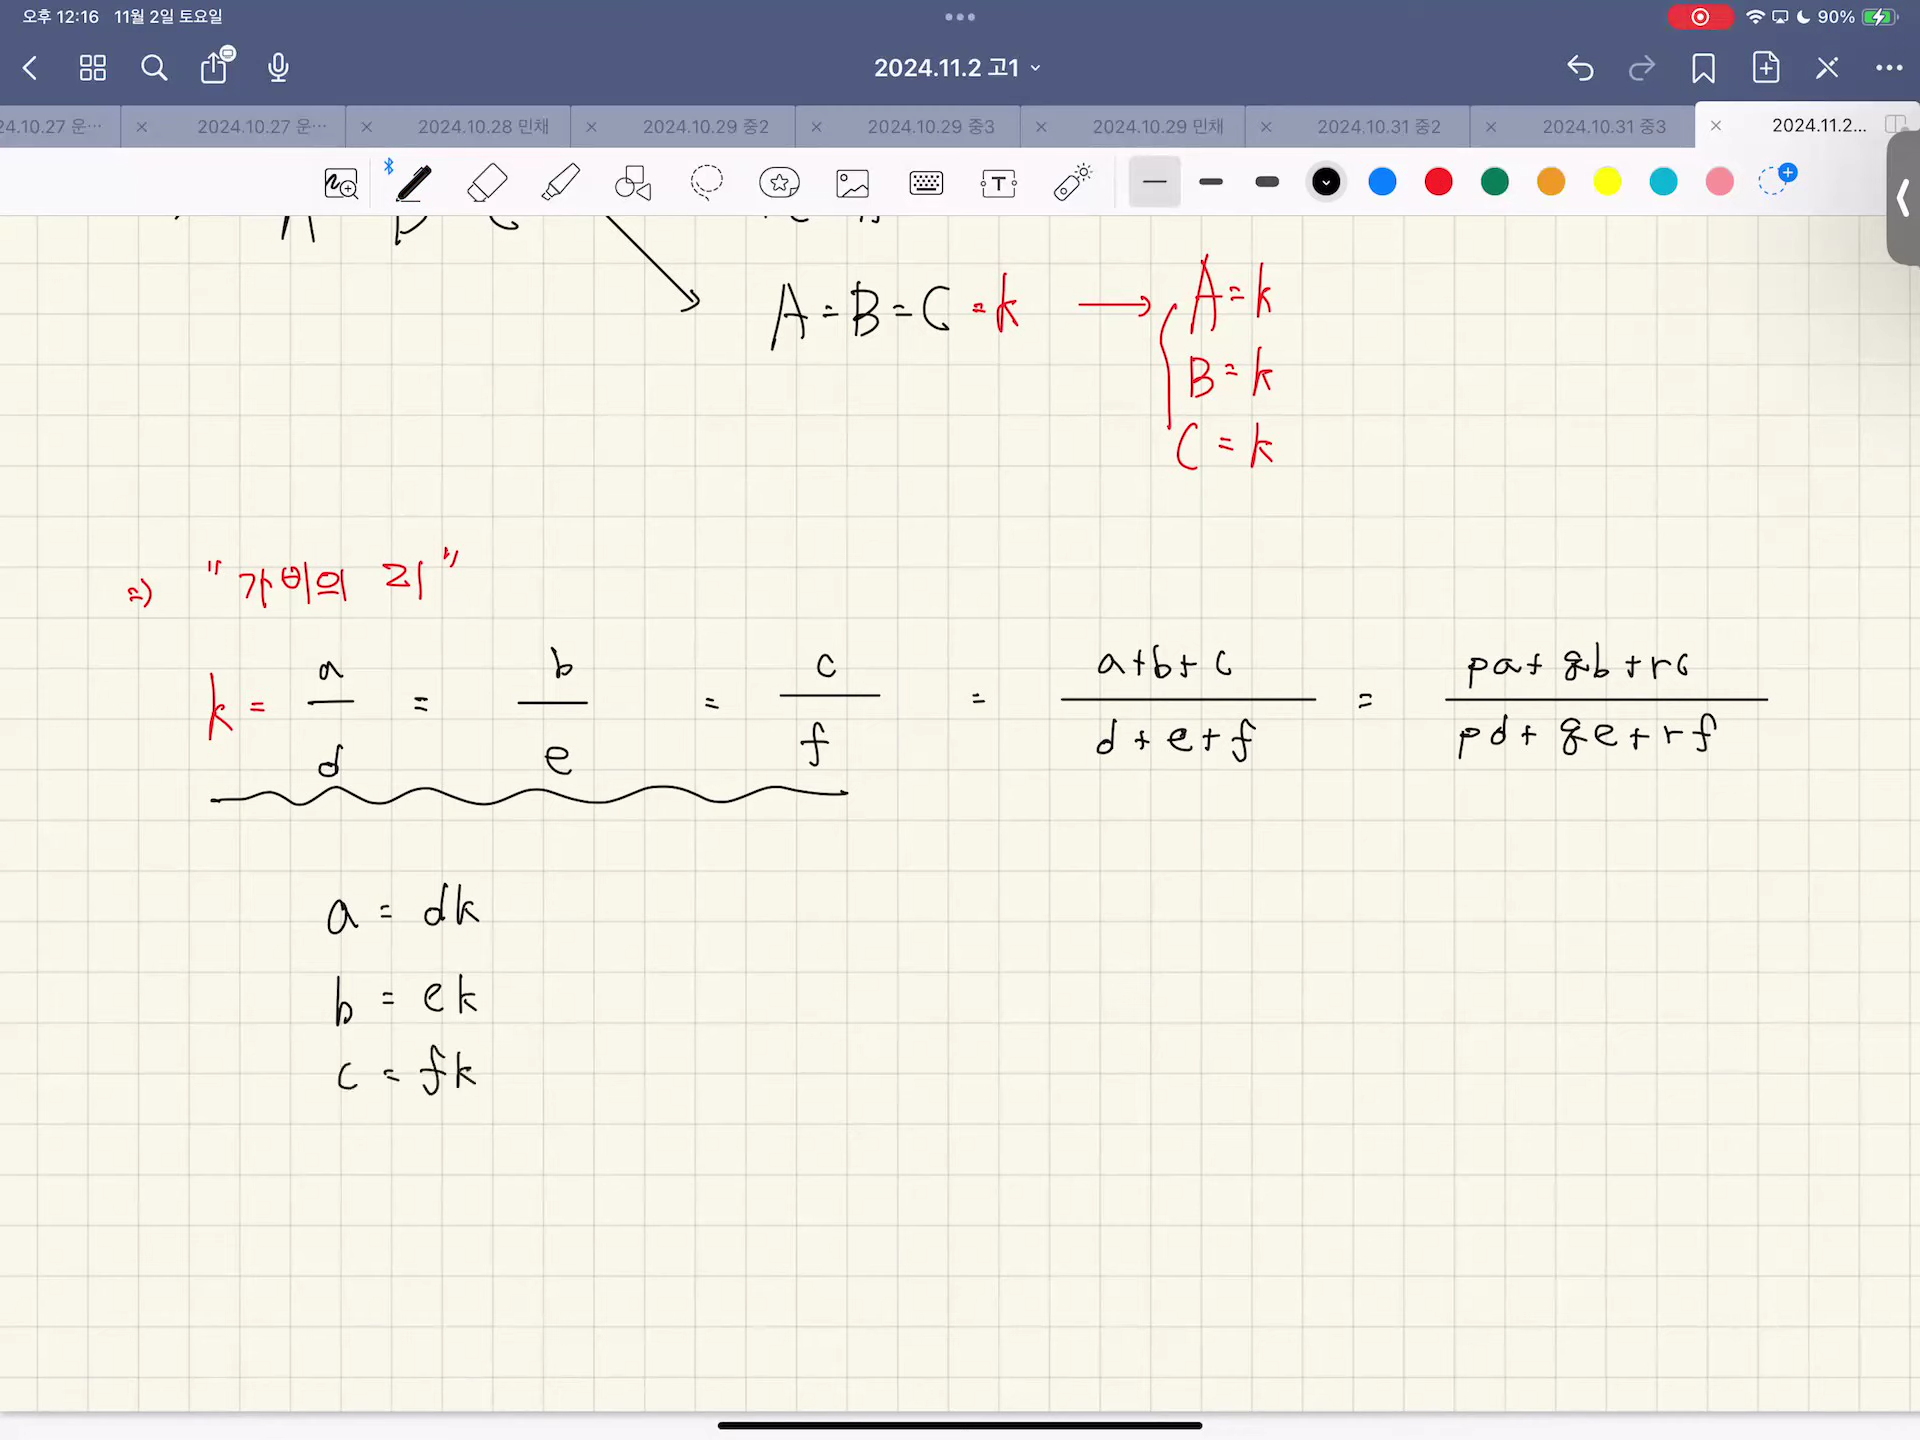 오후 12:16 11월 2일 토요일
90%
2024.11.2 고1
24.10.27 운… 2024.10.27 운… 2024.10.28 민채 2024.10.29 중2 2024.10.29 중3 2024.10.29 민채 2024.10.31 중2 2024.10.31 중3 2024.11.2...
A = B = C = k → A = k
B = k
C = k
=) "가비의 리"
k = a/d = b/e = c/f = (a+b+c)/(d+e+f) = (pa+qb+rc)/(pd+qe+rf)
a = dk
b = ek
c = fk